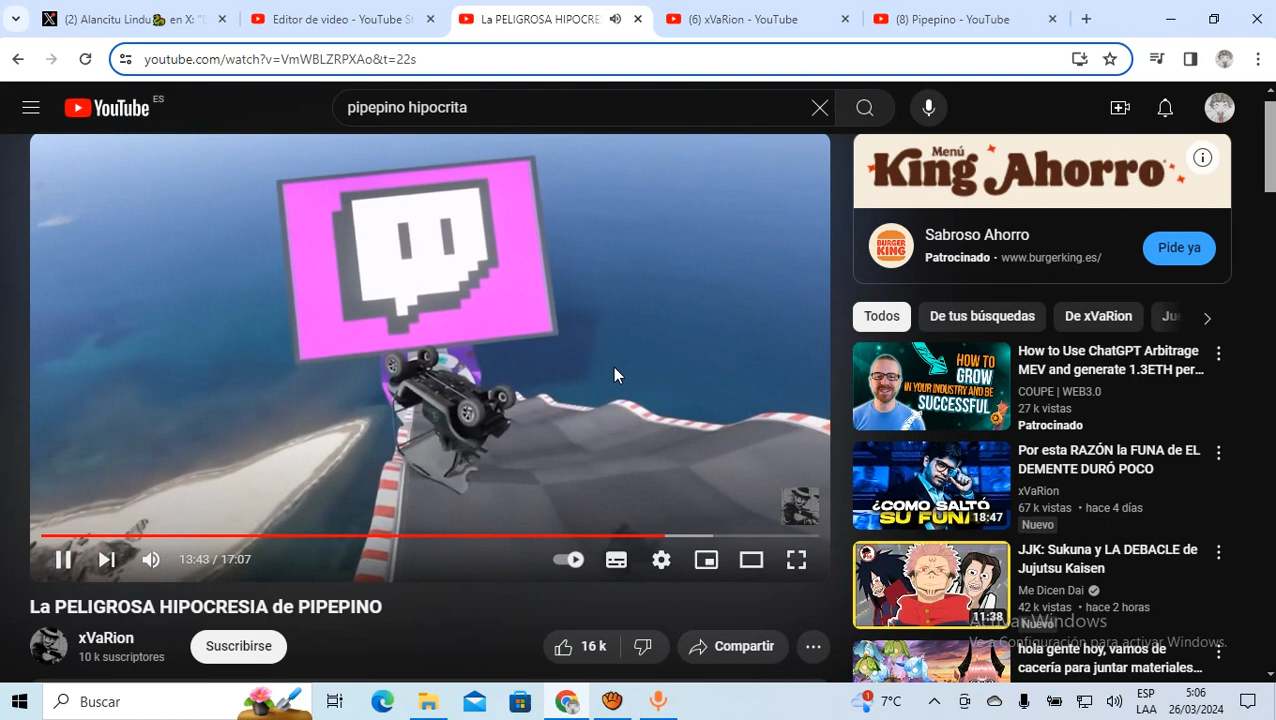 (2) Alancitu Lindu🐉 en X: "D
Editor de video - YouTube St
La PELIGROSA HIPOCRES
(6) xVaRion - YouTube
(8) Pipepino - YouTube
youtube.com/watch?v=VmWBLZRPXAo&t=22s
YouTube ES
pipepino hipocrita
Menú
King Ahorro
Sabroso Ahorro
BURGER KING
Patrocinado · www.burgerking.es/
Pide ya
Todos
De tus búsquedas
De xVaRion
Ju
How to Use ChatGPT Arbitrage
MEV and generate 1.3ETH per...
COUPE | WEB3.0
27 k vistas
Patrocinado
HOW TO
GROW
IN YOUR INDUSTRY AND BE
SUCCESSFUL
Por esta RAZÓN la FUNA de EL
DEMENTE DURÓ POCO
xVaRion
67 k vistas · hace 4 días
Nuevo
¿COMO SALTÓ
SU FUNA
18:47
JJK: Sukuna y LA DEBACLE de
Jujutsu Kaisen
Me Dicen Dai
42 k vistas · hace 2 horas
Nuevo
11:38
hola gente hoy, vamos de
cacería para juntar materiales...
13:43 / 17:07
La PELIGROSA HIPOCRESIA de PIPEPINO
xVaRion
10 k suscriptores
Suscribirse
16 k
Compartir
Activar Windows
Ve a Configuración para activar Windows.
Buscar
1
7°C
ESP
LAA
5:06
26/03/2024